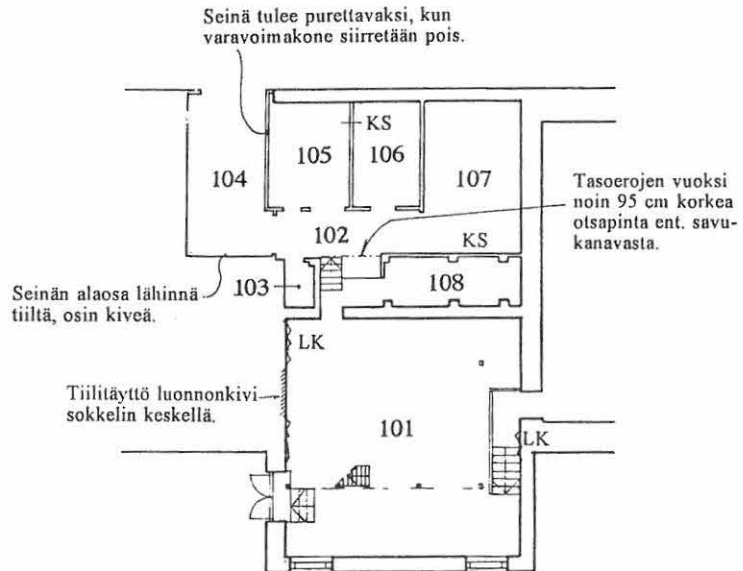 Seinä tulee purettavaksi, kun
varavoimakone siirretään pois.
KS
105
106
104
107
Tasoerojen vuoksi
noin 95 cm korkea
otsapinta ent. savu-
kanavasta.
102
KS
103
108
Seinän alaosa lähinnä
tiiltä, osin kiveä.
LK
Tiilitäyttö luonnonkivi
sokkelin keskellä.
101
LK